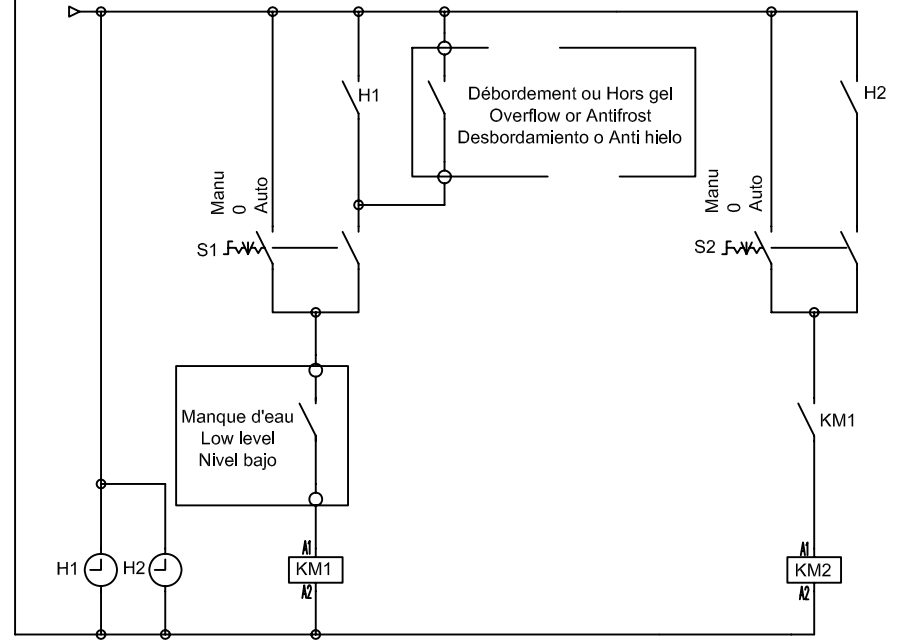 H1
Débordement ou Hors gel
Overflow or Antifrost
Desbordamiento o Anti hielo
H2
Manu
0
Auto
Manu
0
Auto
S1
S2
Manque d'eau
Low level
Nivel bajo
KM1
H1
H2
A1
KM1
A2
A1
KM2
A2